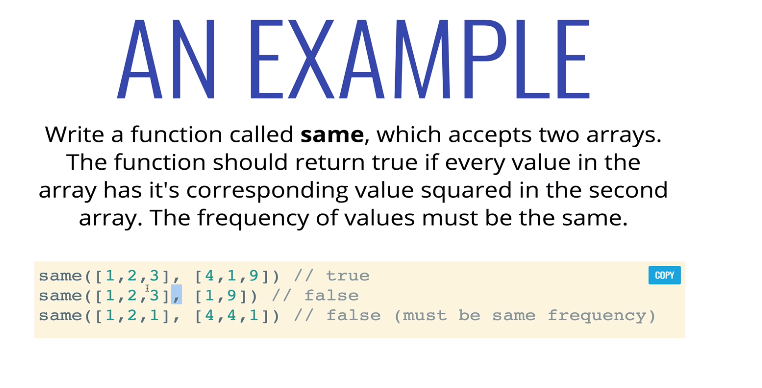 AN EXAMPLE
Write a function called same, which accepts two arrays.
The function should return true if every value in the
array has it's corresponding value squared in the second
array. The frequency of values must be the same.
same([1,2,3], [4,1,9]) // true
COPY
same([1,2,3], [1,9]) // false
same([1,2,1], [4,4,1]) // false (must be same frequency)